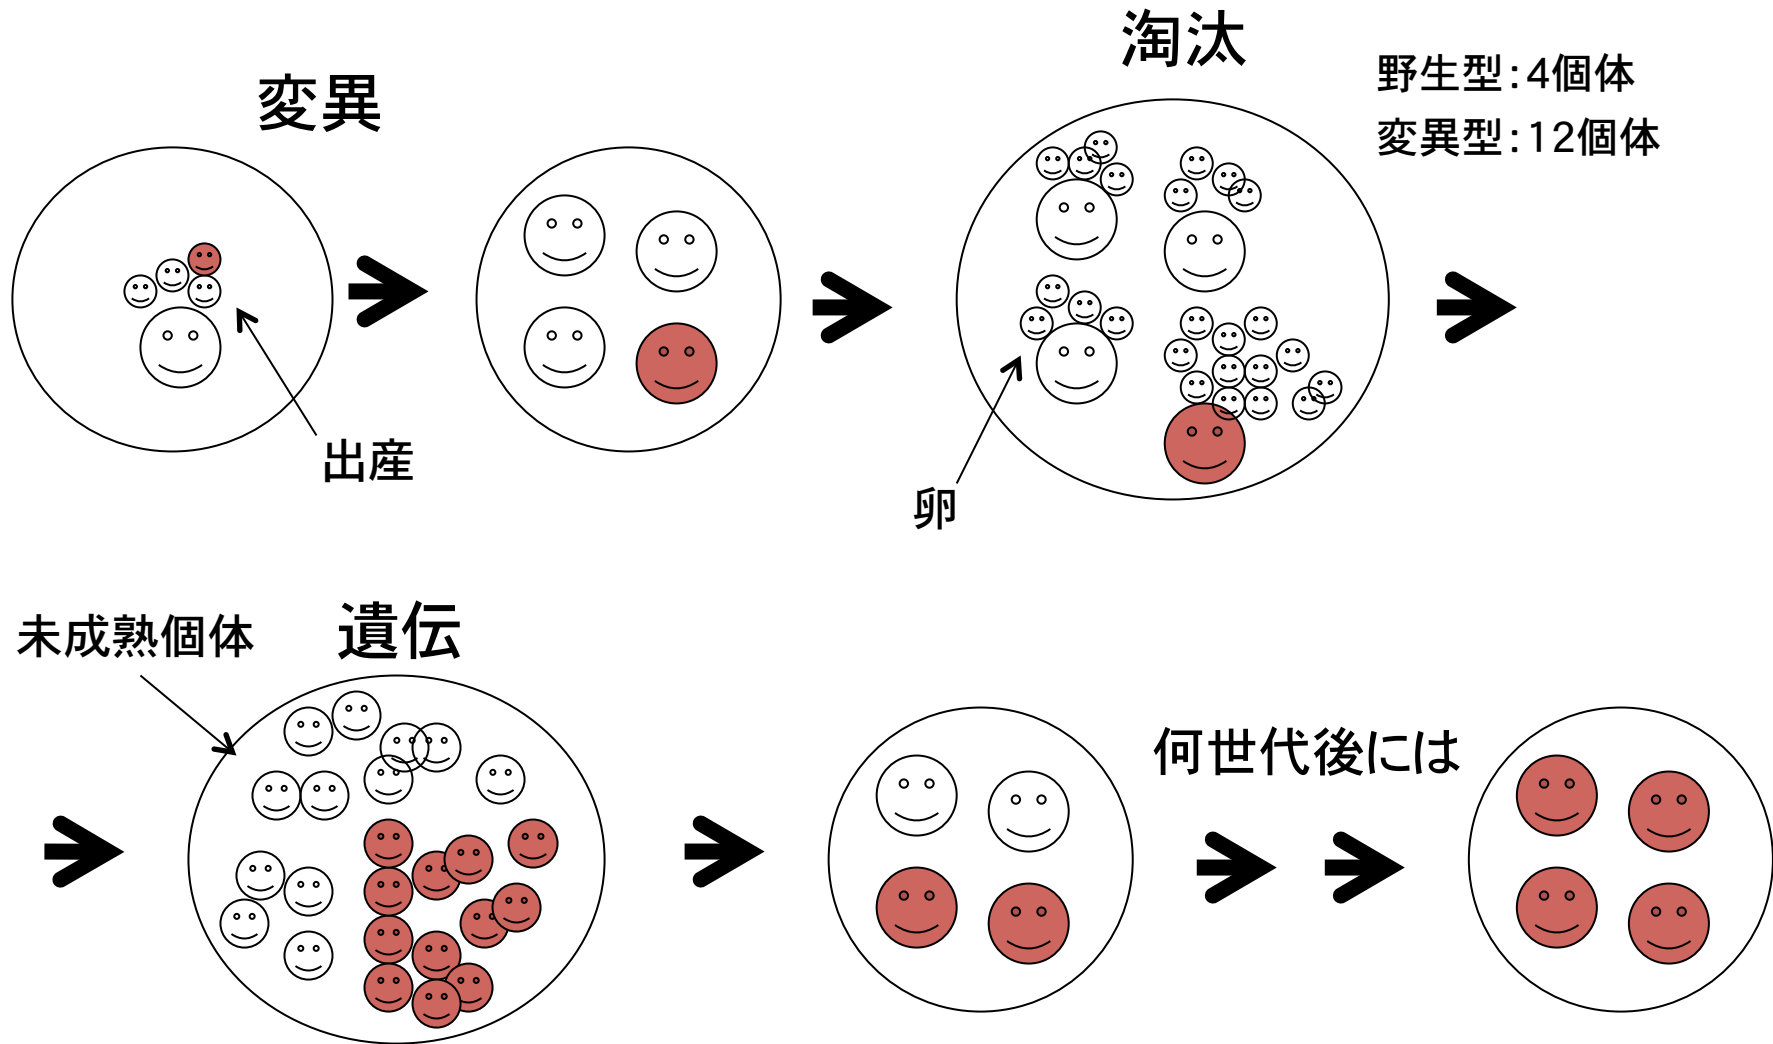 変異
淘汰
野生型：4個体
変異型：12個体
出産
卵
未成熟個体
遺伝
何世代後には